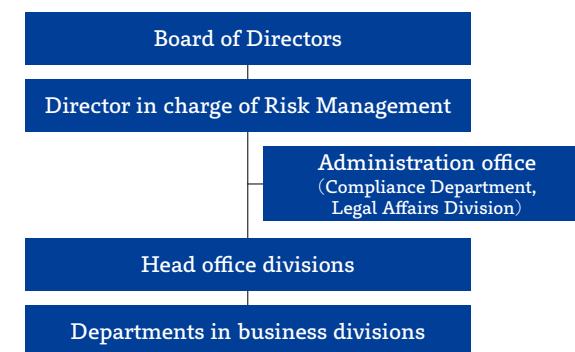 Board of Directors
Director in charge of Risk Management
Administration office
（Compliance Department,
Legal Affairs Division）
Head office divisions
Departments in business divisions